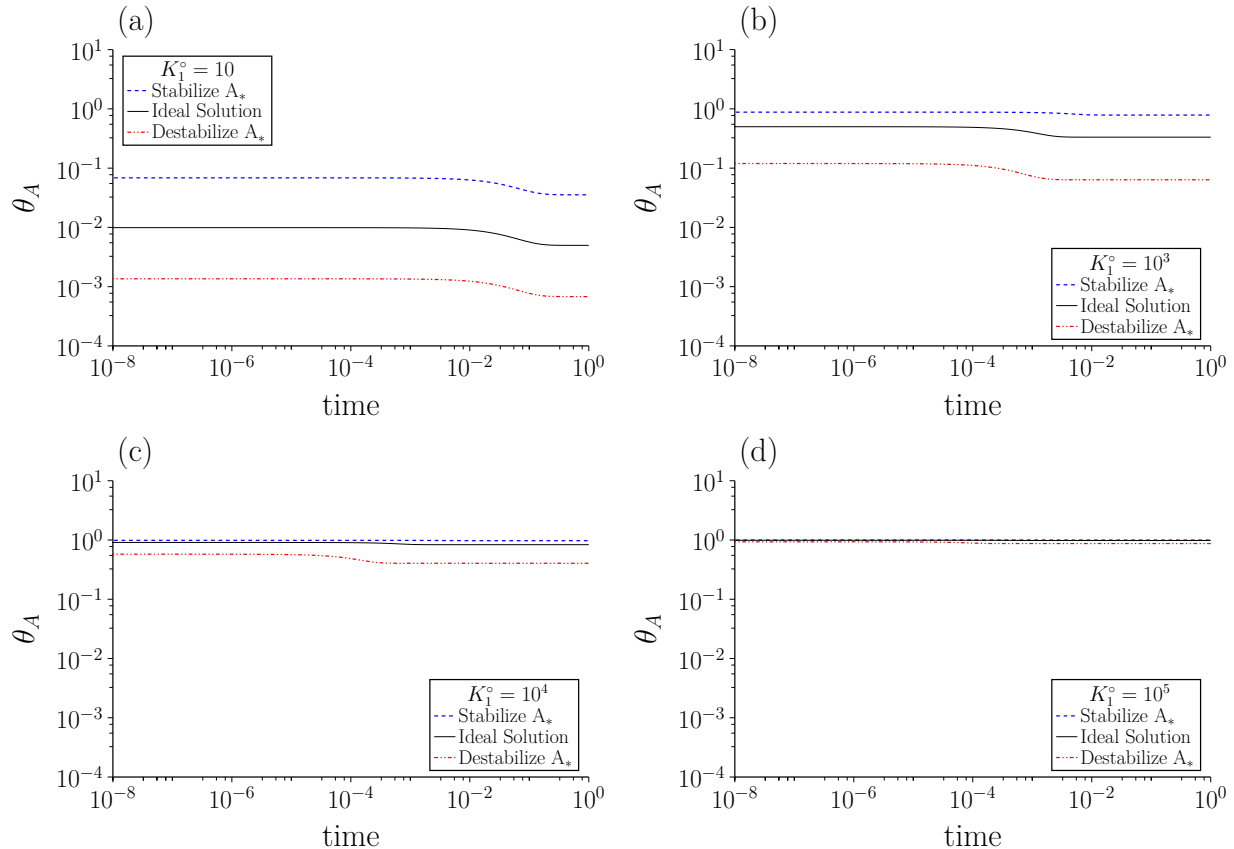 (a)
10^1
10^0
10^-1
10^-2
10^-3
10^-4
θ_A
K_1^° = 10
Stabilize A_*
Ideal Solution
Destabilize A_*
10^-8 10^-6 10^-4 10^-2 10^0
time
(b)
10^1
10^0
10^-1
10^-2
10^-3
10^-4
θ_A
K_1^° = 10^3
Stabilize A_*
Ideal Solution
Destabilize A_*
10^-8 10^-6 10^-4 10^-2 10^0
time
(c)
10^1
10^0
10^-1
10^-2
10^-3
10^-4
θ_A
K_1^° = 10^4
Stabilize A_*
Ideal Solution
Destabilize A_*
10^-8 10^-6 10^-4 10^-2 10^0
time
(d)
10^1
10^0
10^-1
10^-2
10^-3
10^-4
θ_A
K_1^° = 10^5
Stabilize A_*
Ideal Solution
Destabilize A_*
10^-8 10^-6 10^-4 10^-2 10^0
time